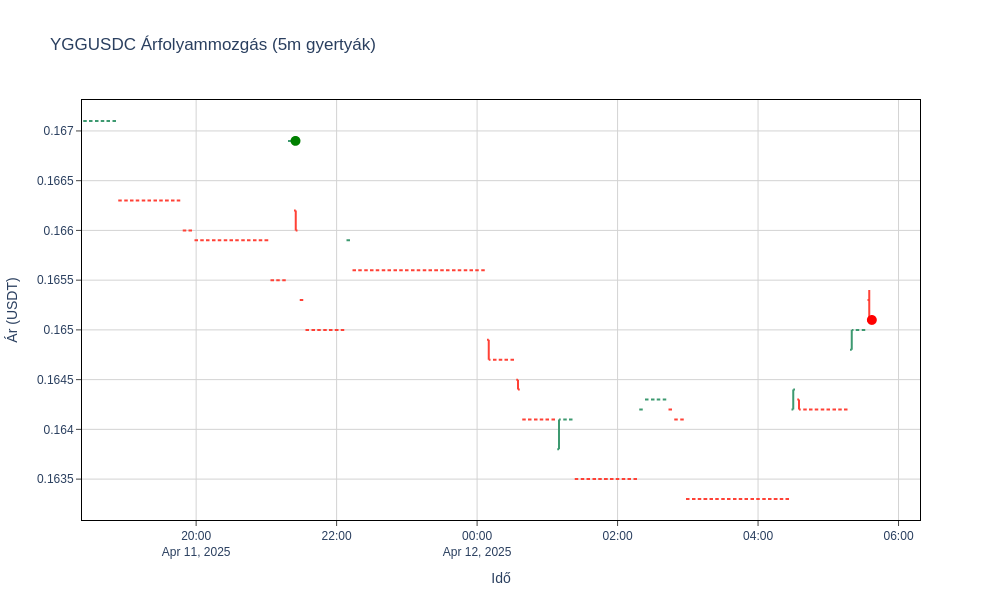 YGGUSDC Árfolyammozgás (5m gyertyák)
0.167
0.1665
0.166
0.1655
0.165
0.1645
0.164
0.1635
Ár (USDT)
20:00
Apr 11, 2025
22:00
00:00
Apr 12, 2025
02:00
04:00
06:00
Idő